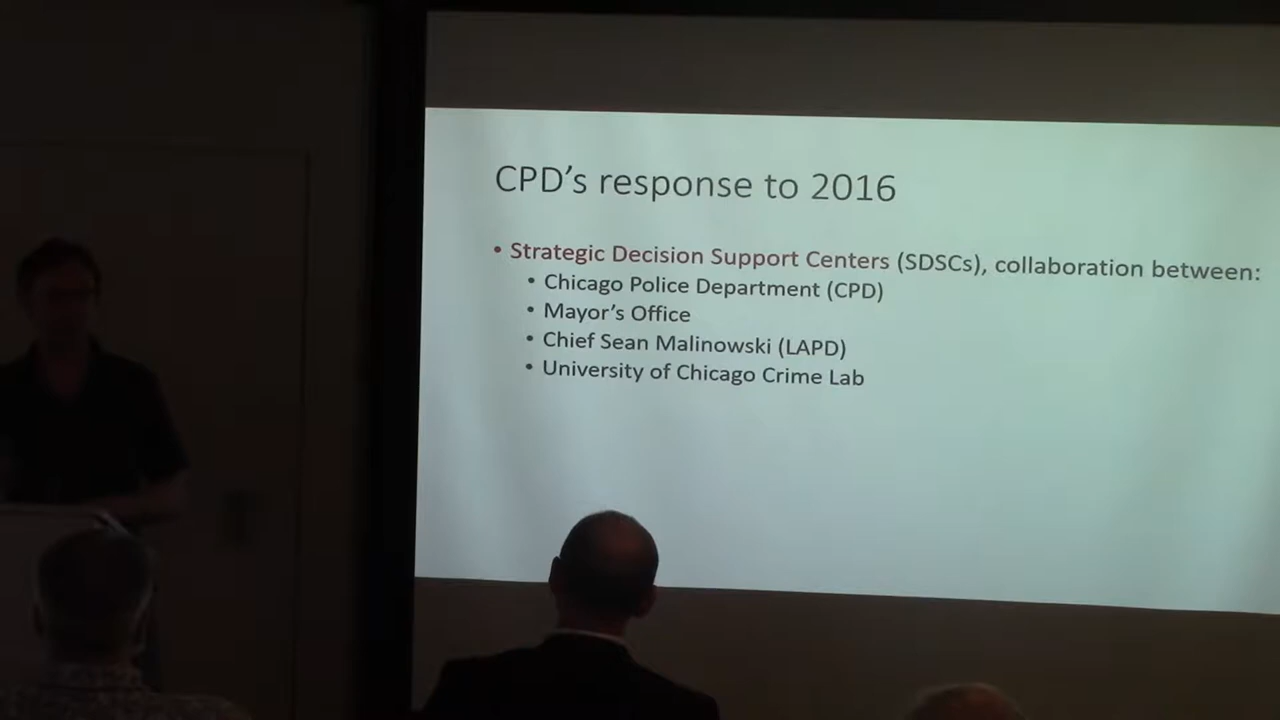 CPD’s response to 2016
• Strategic Decision Support Centers (SDSCs), collaboration between:
• Chicago Police Department (CPD)
• Mayor’s Office
• Chief Sean Malinowski (LAPD)
• University of Chicago Crime Lab